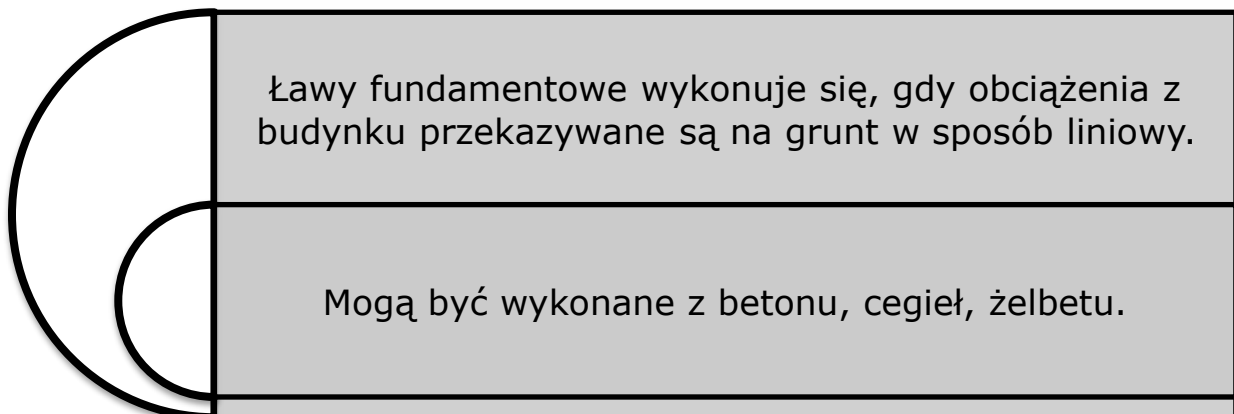 Ławy fundamentowe wykonuje się, gdy obciążenia z
budynku przekazywane są na grunt w sposób liniowy.
Mogą być wykonane z betonu, cegieł, żelbetu.